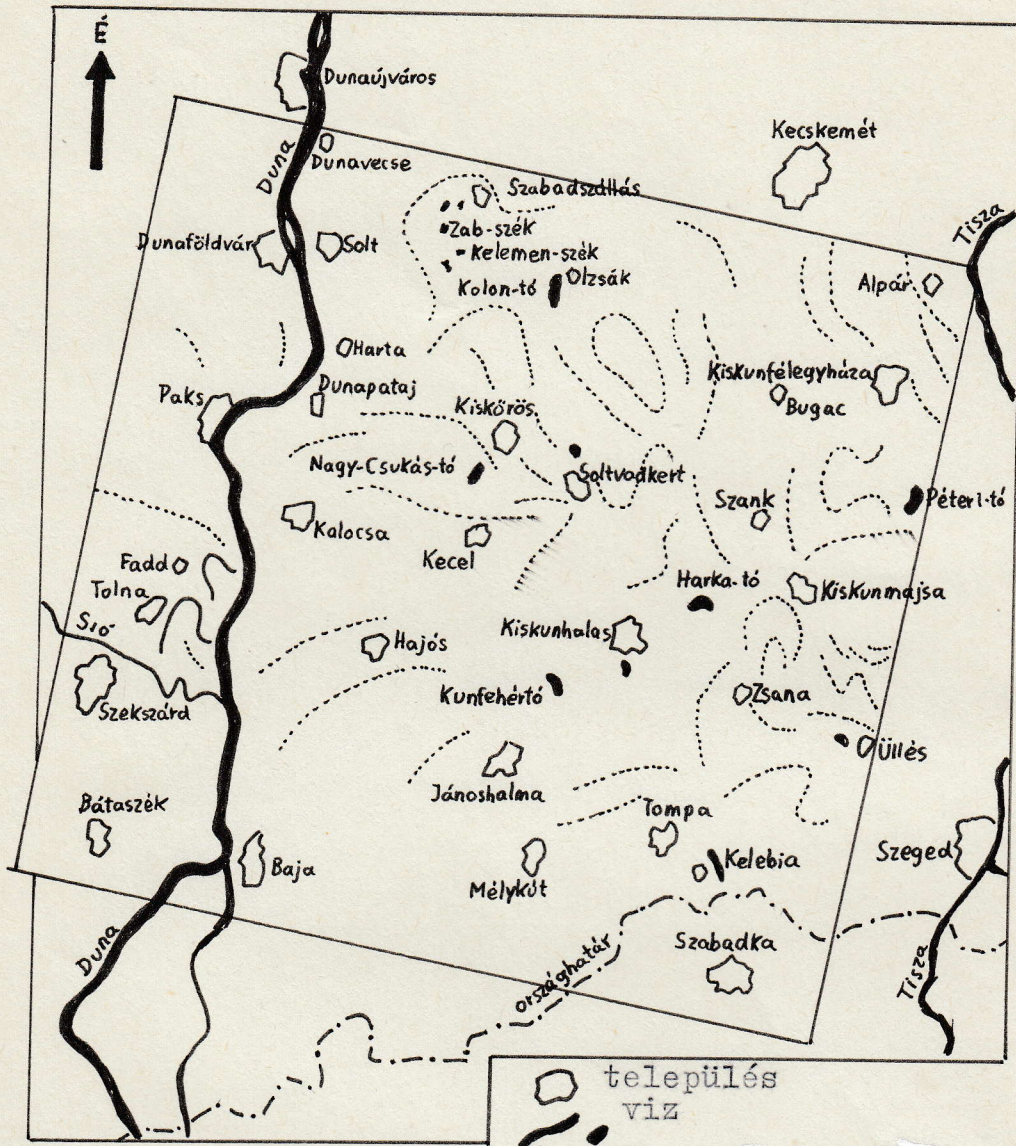 É
Dunaújváros
Duna
Dunavecse
Kecskemét
Szabadszállás
Zab-szék
Kelemen-szék
Kolon-tó
Izsák
Tisza
Dunaföldvár
Solt
Alpár
Harta
Dunapataj
Paks
Kiskőrös
Kiskunfélegyháza
Bugac
Nagy-Csukás-tó
Soltvadkert
Szank
Péteri-tó
Kalocsa
Kecel
Fadd
Tolna
Harka-tó
Kiskunmajsa
Sió
Hajós
Kiskunhalas
Szekszárd
Kunfehértó
Zsana
Üllés
Jánoshalma
Bátaszék
Tompa
Baja
Mélykút
Kelebia
Szeged
Duna
Szabadka
országhatár
Tisza
település
viz